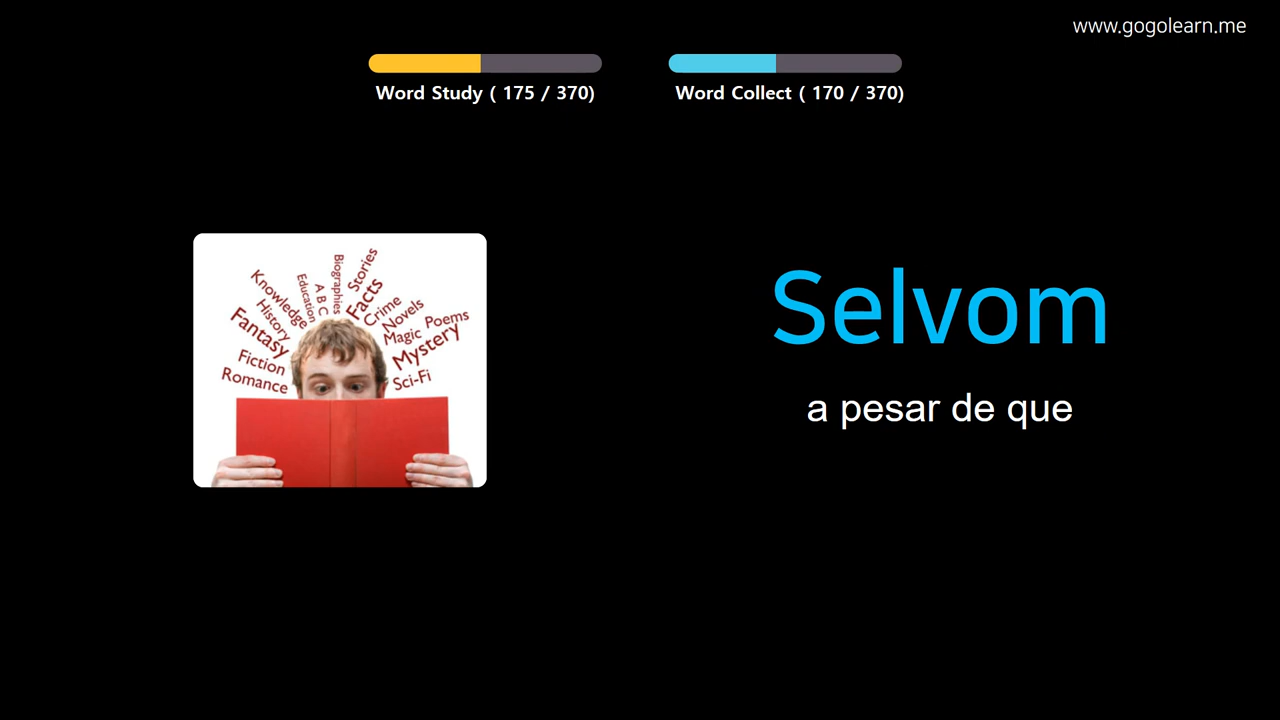 www.gogolearn.me
Word Study ( 175 / 370)
Word Collect ( 170 / 370)
Knowledge
History
Fantasy
Fiction
Romance
Education
A B C
Biographies
Stories
Facts
Crime
Novels
Magic
Poems
Mystery
Sci-Fi
Selvom
a pesar de que